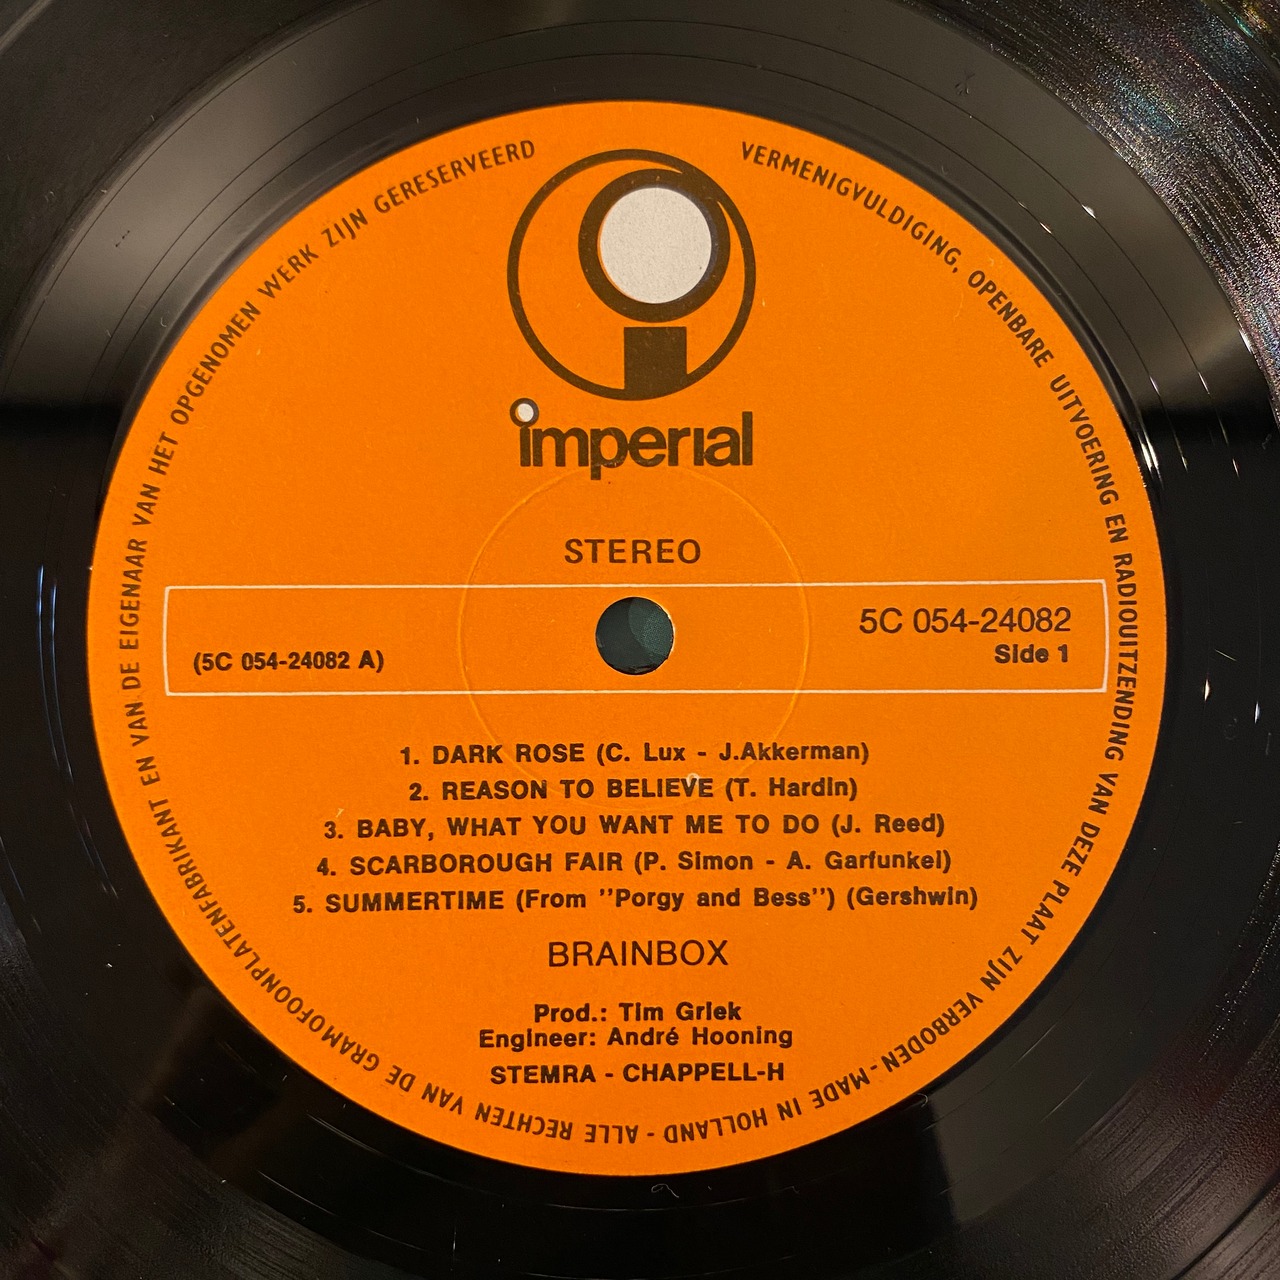 imperial
STEREO
5C 054-24082
Side 1
(5C 054-24082 A)
1. DARK ROSE (C. Lux - J.Akkerman)
2. REASON TO BELIEVE (T. Hardin)
3. BABY, WHAT YOU WANT ME TO DO (J. Reed)
4. SCARBOROUGH FAIR (P. Simon - A. Garfunkel)
5. SUMMERTIME (From "Porgy and Bess") (Gershwin)
BRAINBOX
Prod.: Tim Griek
Engineer: André Hooning
STEMRA - CHAPPELL-H
VERMENIGVULDIGING, OPENBARE UITVOERING EN RADIOUITZENDING VAN DEZE PLAAT ZIJN VERBODEN - MADE IN HOLLAND - ALLE RECHTEN VAN DE GRAMOFOONPLATENFABRIKANT EN VAN DE EIGENAAR VAN HET OPGENOMEN WERK ZIJN GERESERVEERD